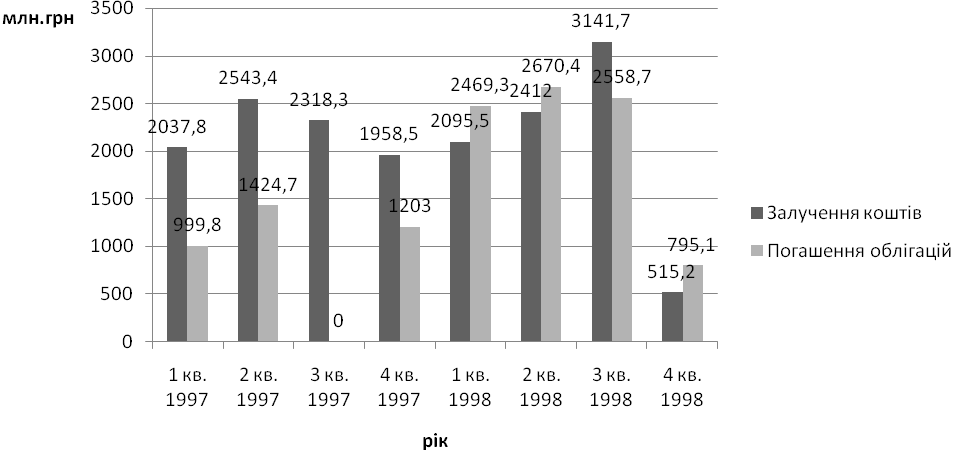 млн.грн
3500
3000
2500
2000
1500
1000
500
0
2037,8
999,8
2543,4
1424,7
2318,3
0
1958,5
1203
2095,5
2469,3
2412
2670,4
3141,7
2558,7
515,2
795,1
1 кв.
1997
2 кв.
1997
3 кв.
1997
4 кв.
1997
1 кв.
1998
2 кв.
1998
3 кв.
1998
4 кв.
1998
рік
Залучення коштів
Погашення облігацій